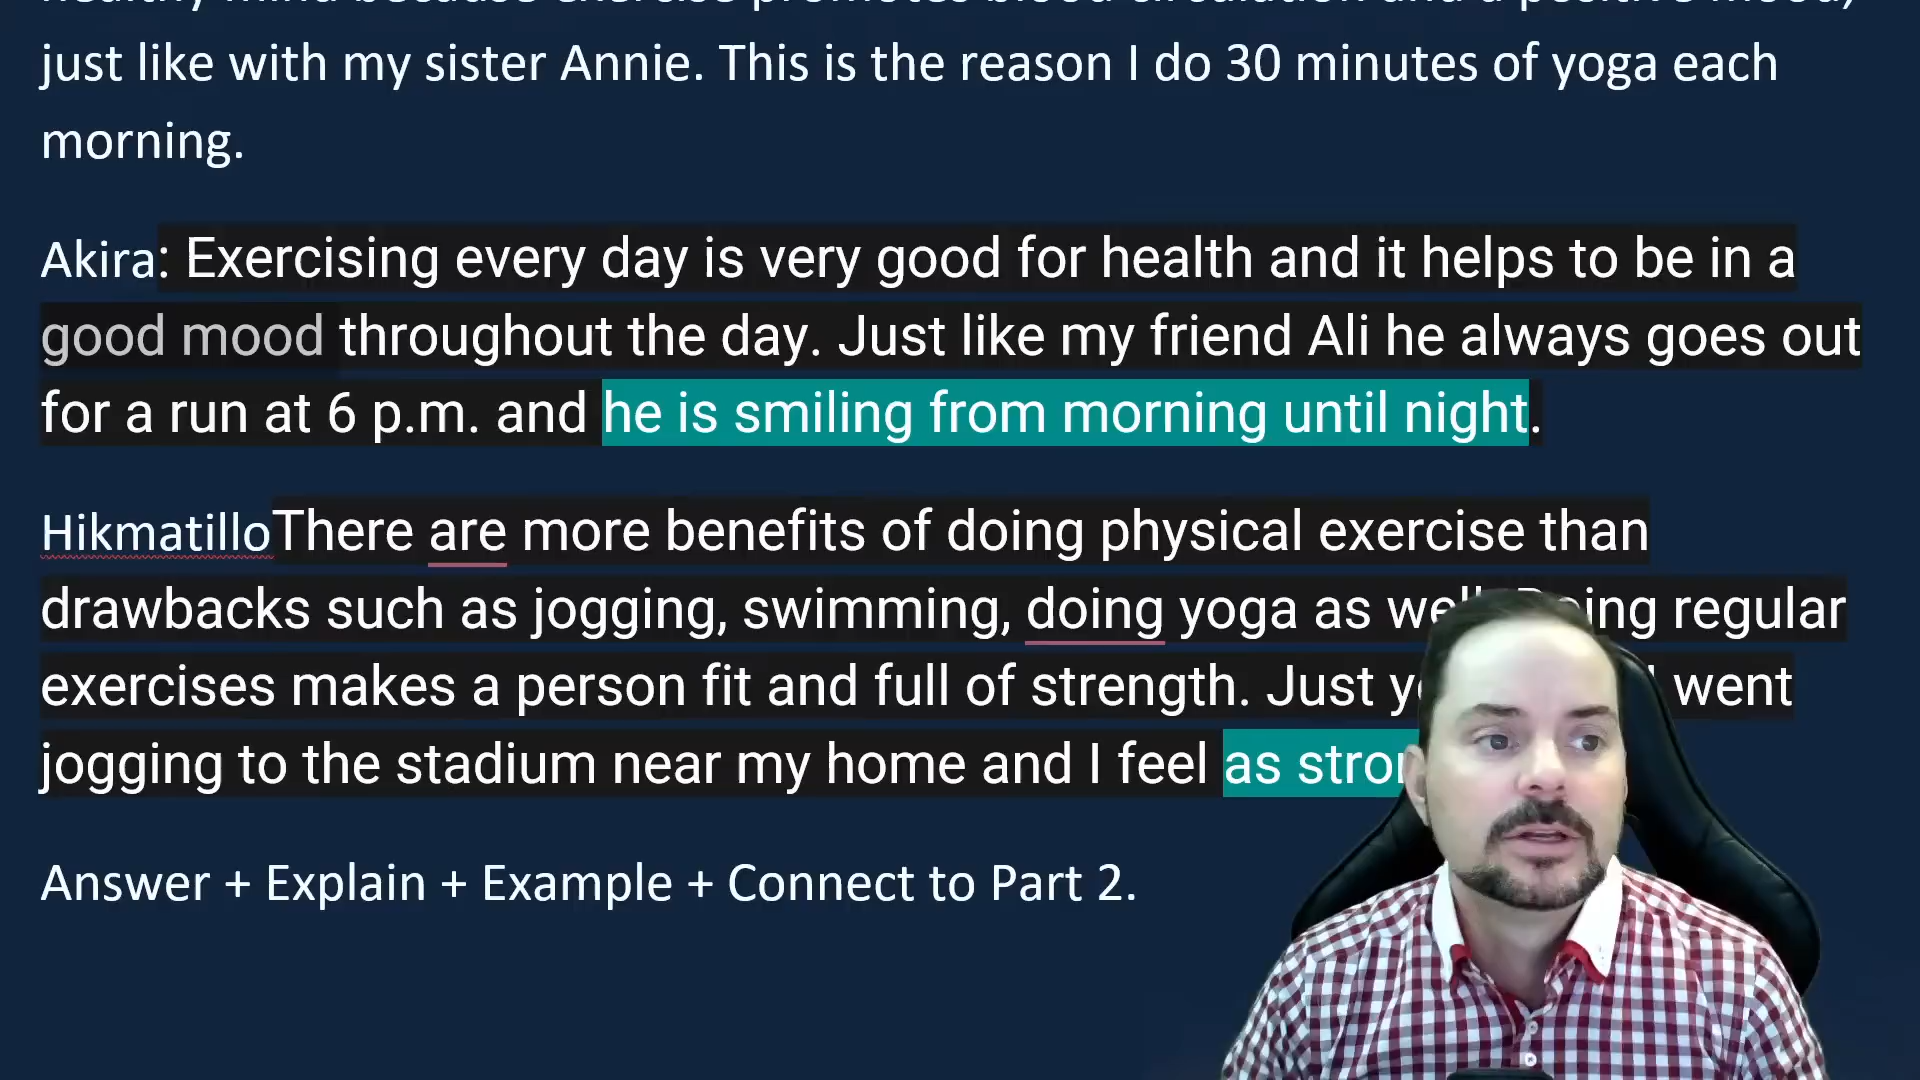 just like with my sister Annie. This is the reason I do 30 minutes of yoga each
morning.
Akira: Exercising every day is very good for health and it helps to be in a
good mood throughout the day. Just like my friend Ali he always goes out
for a run at 6 p.m. and he is smiling from morning until night.
HikmatilloThere are more benefits of doing physical exercise than
drawbacks such as jogging, swimming, doing yoga as regular
exercises makes a person fit and full of strength. Just went
jogging to the stadium near my home and I feel as
Answer + Explain + Example + Connect to Part 2.